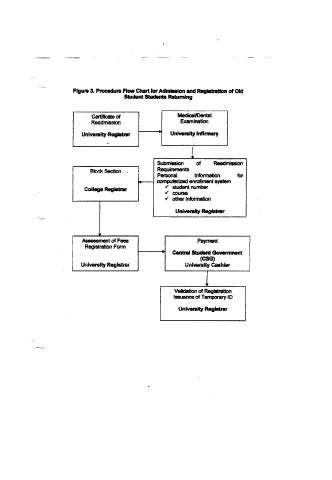 Figure 3. Procedure Flow Chart for Admission and Registration of Old
Student Students Returning
Certificate of
Readmission
University Registrar
Medical/Dental
Examination
University Infirmary
Submission of Readmission
Requirements
Personal information for
computerized enrollment system
✓ student number
✓ course
✓ other information
University Registrar
Block Section
College Registrar
Assessment of Fees
Registration Form
University Registrar
Payment
Central Student Government
(CSG)
University Cashier
Validation of Registration
Issuance of Temporary ID
University Registrar